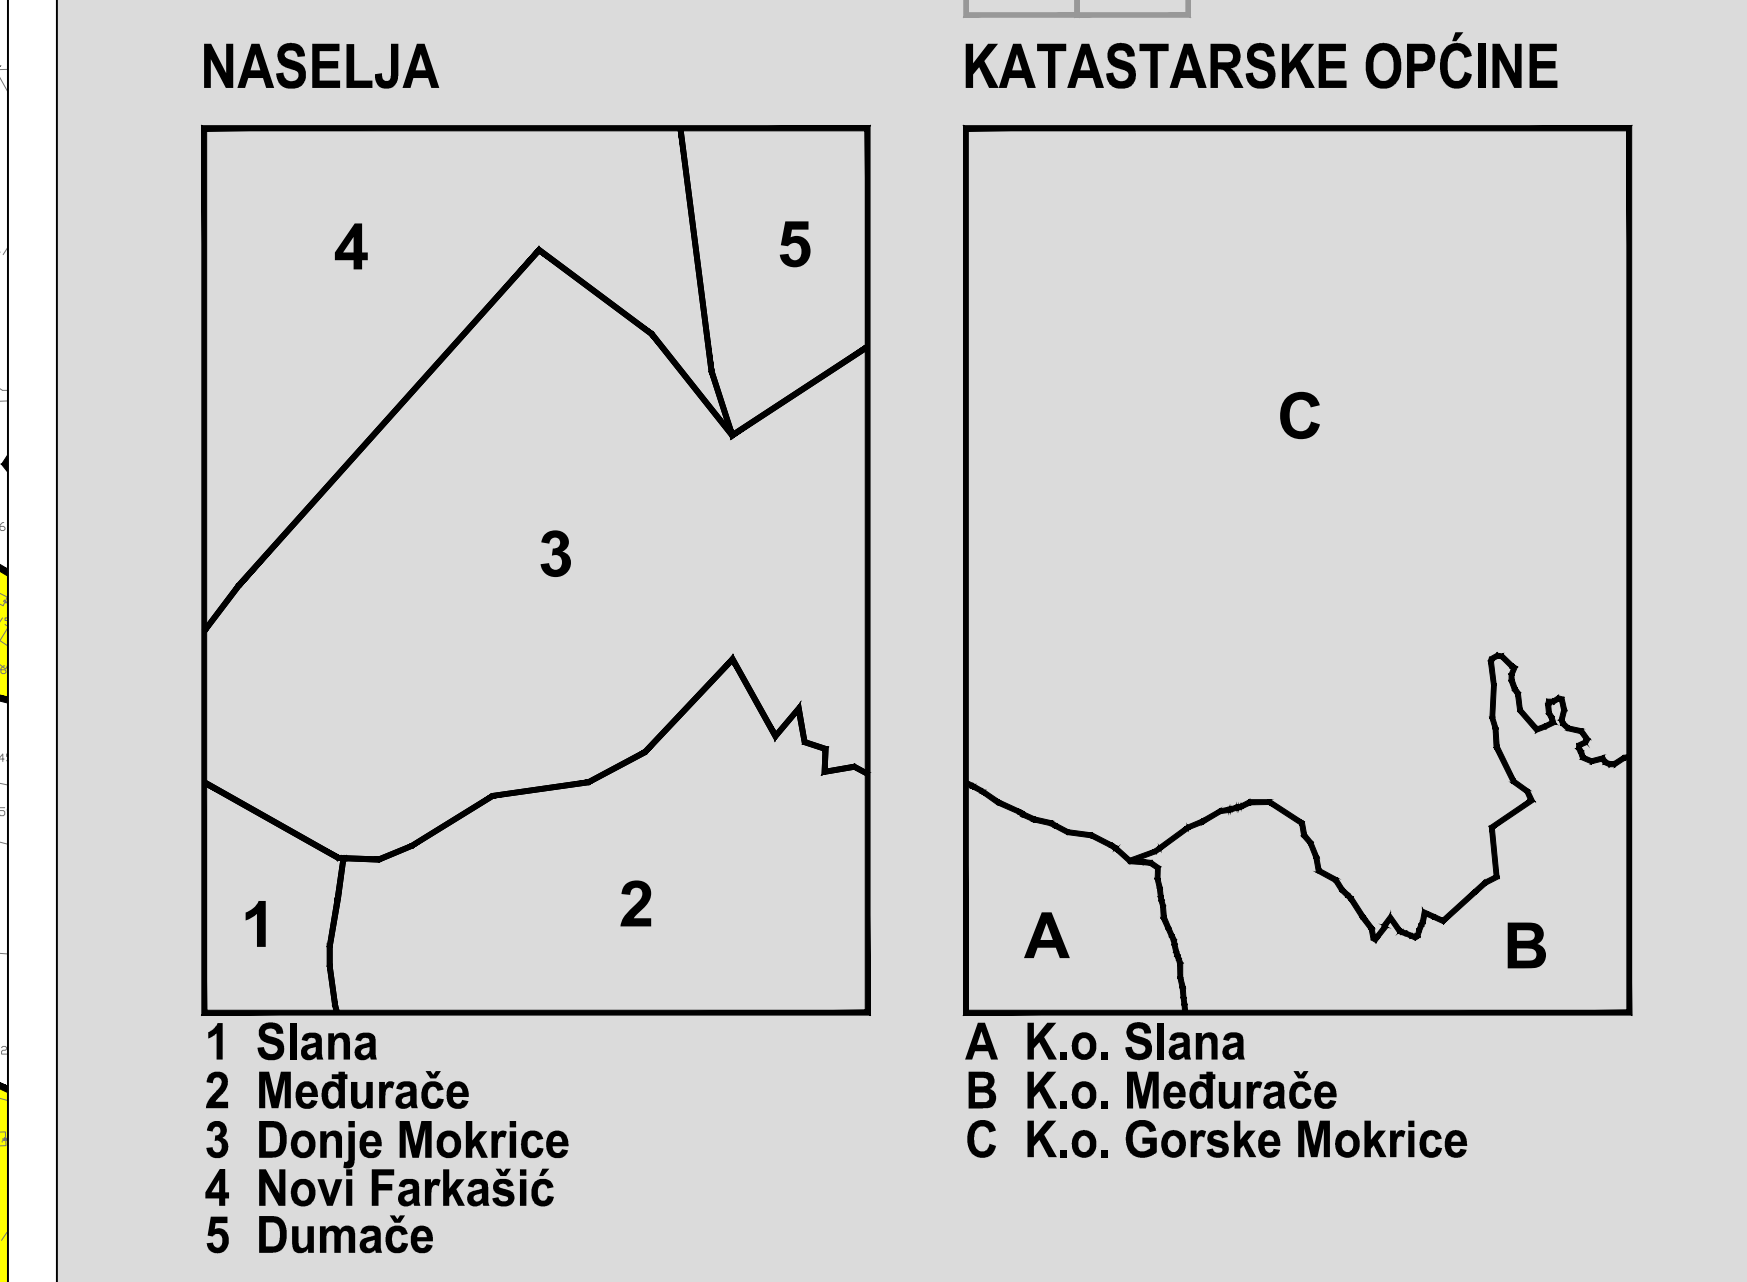 NASELJA
4
5
3
1
2
1 Slana
2 Međurače
3 Donje Mokrice
4 Novi Farkašić
5 Dumače
KATASTARSKE OPĆINE
C
A
B
A K.o. Slana
B K.o. Međurače
C K.o. Gorske Mokrice